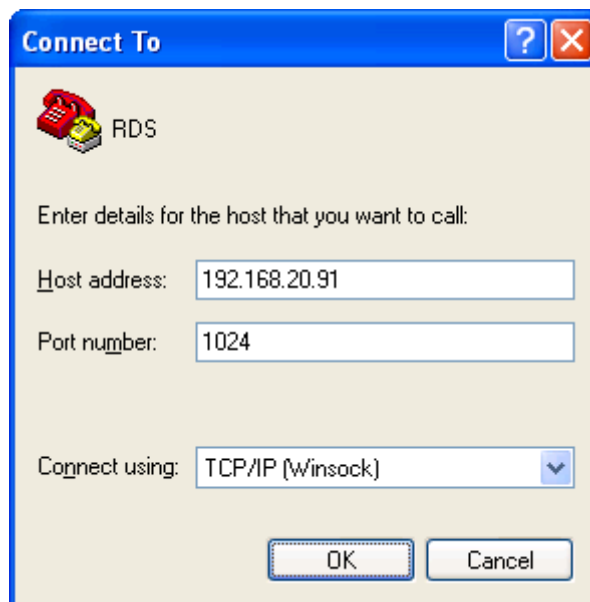 Connect To
RDS
Enter details for the host that you want to call:
Host address: 192.168.20.91
Port number: 1024
Connect using: TCP/IP (Winsock)
OK Cancel